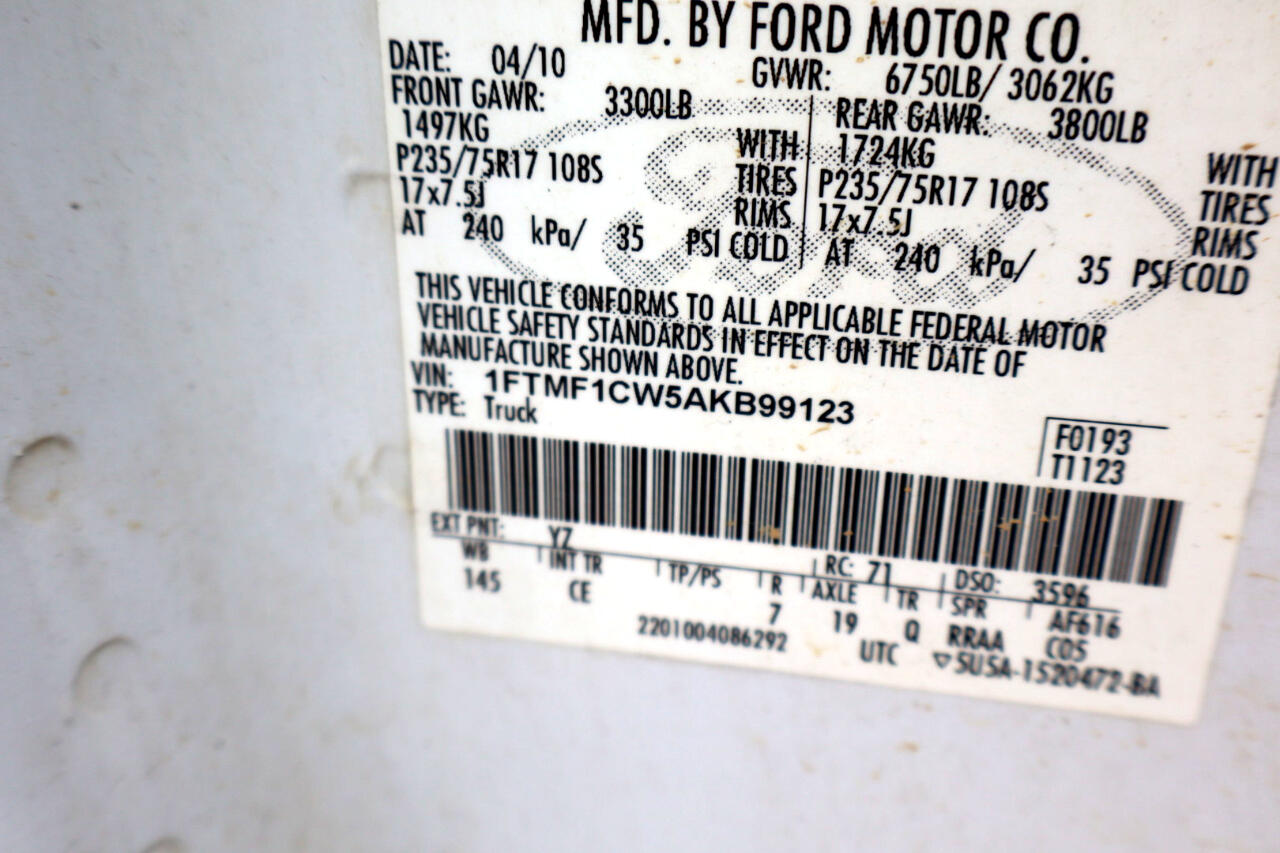 MFD. BY FORD MOTOR CO.
DATE: 04/10 GVWR: 6750LB/ 3062KG
FRONT GAWR: 3300LB REAR GAWR: 3800LB
1497KG WITH 1724KG WITH
P235/75R17 108S TIRES P235/75R17 108S TIRES
17x7.5J RIMS 17x7.5J RIMS
AT 240 kPa/ 35 PSI COLD AT 240 kPa/ 35 PSI COLD
THIS VEHICLE CONFORMS TO ALL APPLICABLE FEDERAL MOTOR
VEHICLE SAFETY STANDARDS IN EFFECT ON THE DATE OF
MANUFACTURE SHOWN ABOVE.
VIN: 1FTMF1CW5AKB99123
TYPE: Truck
F0193
T1123
EXT PNT: YZ RC: 71 DSO: 3596
WB INT TR TP/PS R AXLE TR SPR AF616
145 CE 7 19 Q RRAA C05
2201004086292 UTC ▽5U5A-1520472-BA
Ford